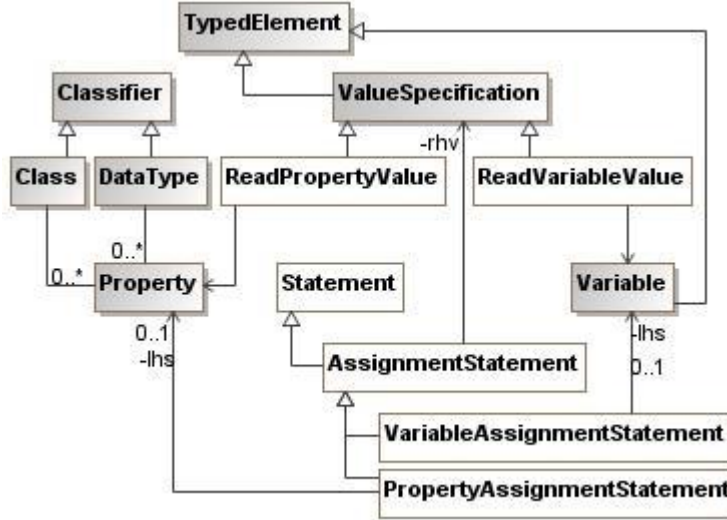 TypedElement
Classifier
ValueSpecification
-rhv
Class
DataType
ReadPropertyValue
ReadVariableValue
0..*
0..*
Property
Statement
Variable
0..1
-lhs
-lhs
0..1
AssignmentStatement
VariableAssignmentStatement
PropertyAssignmentStatement